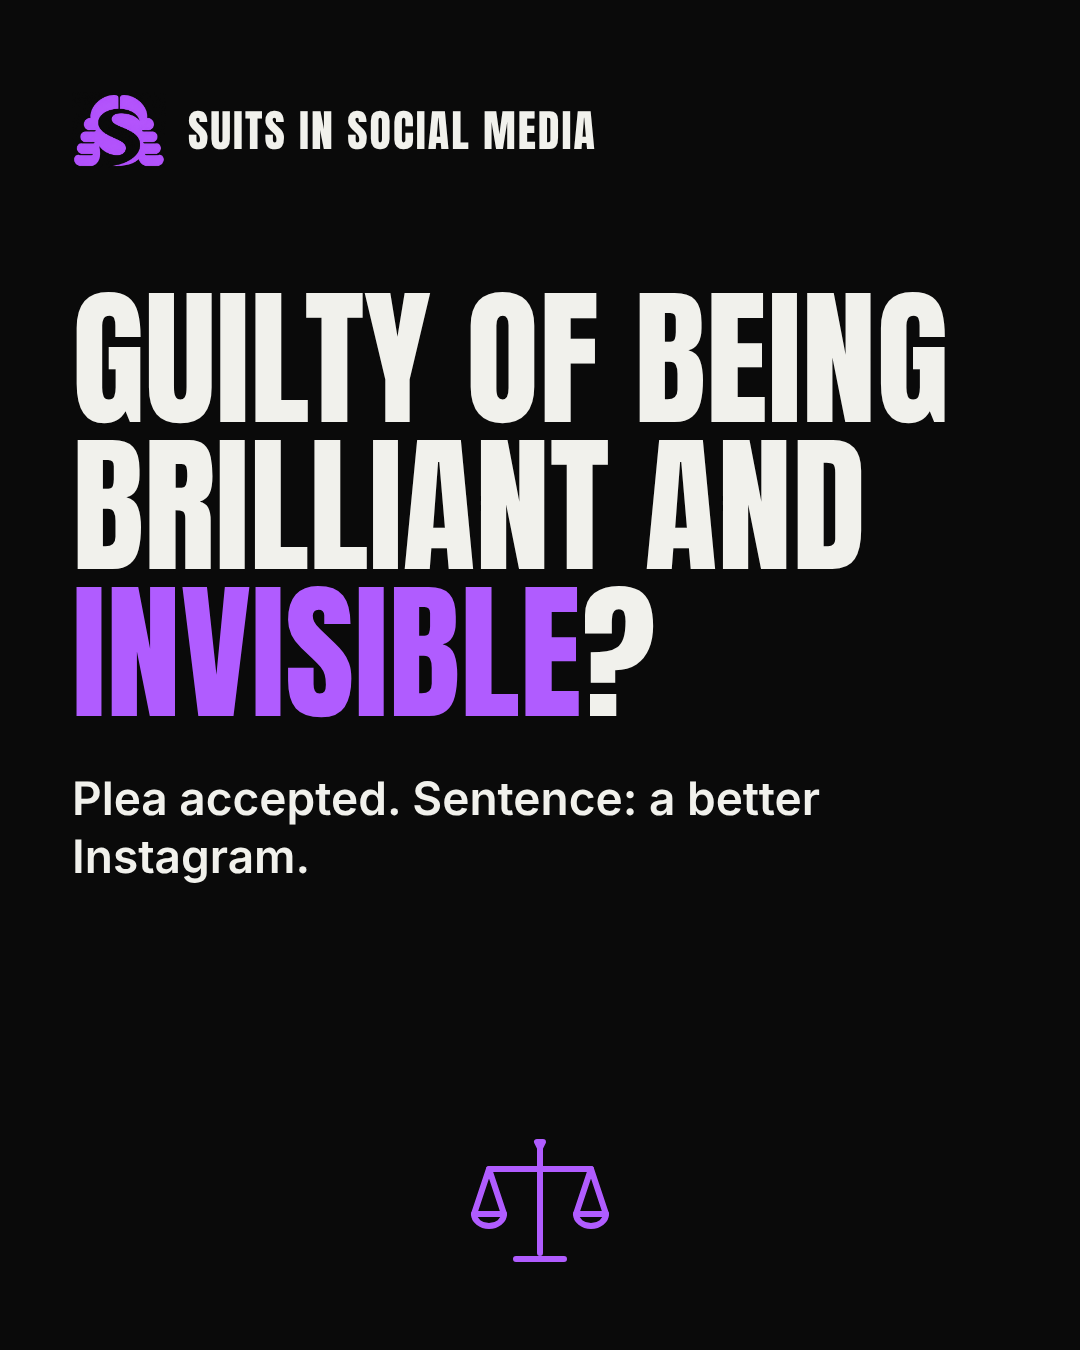 SUITS IN SOCIAL MEDIA
GUILTY OF BEING
BRILLIANT AND
INVISIBLE?
Plea accepted. Sentence: a better
Instagram.